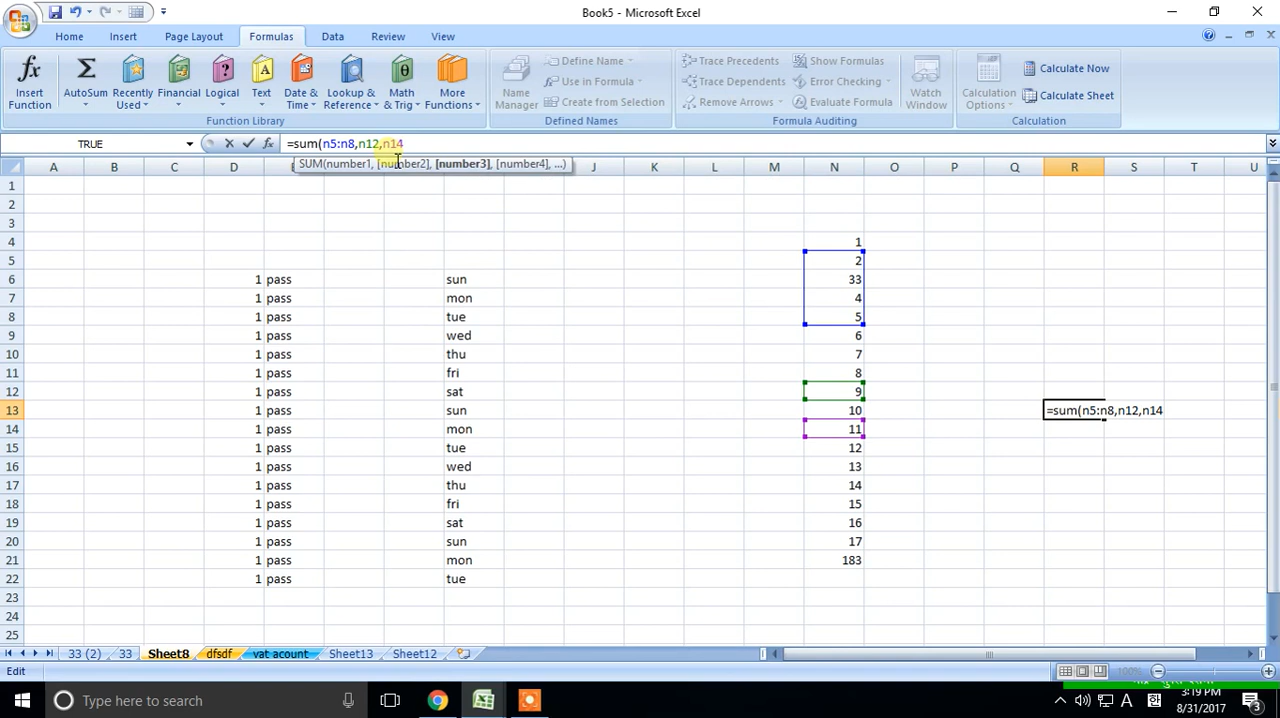 Book5 - Microsoft Excel
Home Insert Page Layout Formulas Data Review View
Insert Function
AutoSum
Recently Used
Financial
Logical
Text
Date & Time
Lookup & Reference
Math & Trig
More Functions
Name Manager
Define Name
Use in Formula
Create from Selection
Trace Precedents
Trace Dependents
Remove Arrows
Show Formulas
Error Checking
Evaluate Formula
Watch Window
Calculation Options
Calculate Now
Calculate Sheet
Function Library Defined Names Formula Auditing Calculation
TRUE fx =sum(n5:n8,n12,n14
SUM(number1, [number2], [number3], [number4], ...)
A B C D E J K L M N O P Q R S T U
1
2
3
4 1
5 2
6 1 pass sun 33
7 1 pass mon 4
8 1 pass tue 5
9 1 pass wed 6
10 1 pass thu 7
11 1 pass fri 8
12 1 pass sat 9
13 1 pass sun 10 =sum(n5:n8,n12,n14
14 1 pass mon 11
15 1 pass tue 12
16 1 pass wed 13
17 1 pass thu 14
18 1 pass fri 15
19 1 pass sat 16
20 1 pass sun 17
21 1 pass mon 183
22 1 pass tue
23
24
25
33 (2) 33 Sheet8 dfsdf vat acount Sheet13 Sheet12
Edit 100%
Type here to search
A
3:19 PM
8/31/2017
3